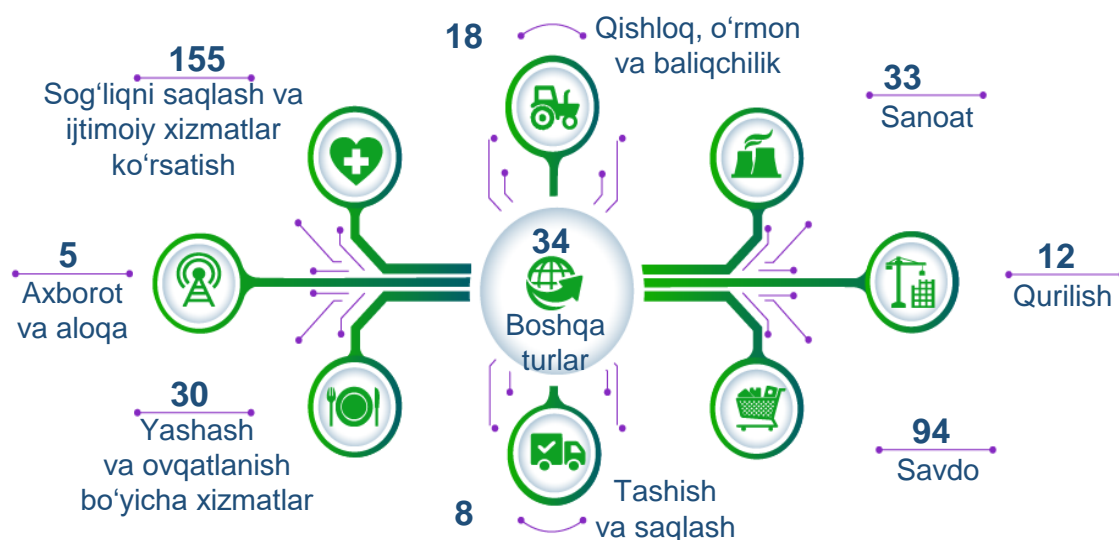 18
Qishloq, o‘rmon
va baliqchilik
155
Sog‘liqni saqlash va
ijtimoiy xizmatlar
ko‘rsatish
33
Sanoat
34
Boshqa
turlar
5
Axborot
va aloqa
12
Qurilish
30
Yashash
va ovqatlanish
bo‘yicha xizmatlar
94
Savdo
8
Tashish
va saqlash